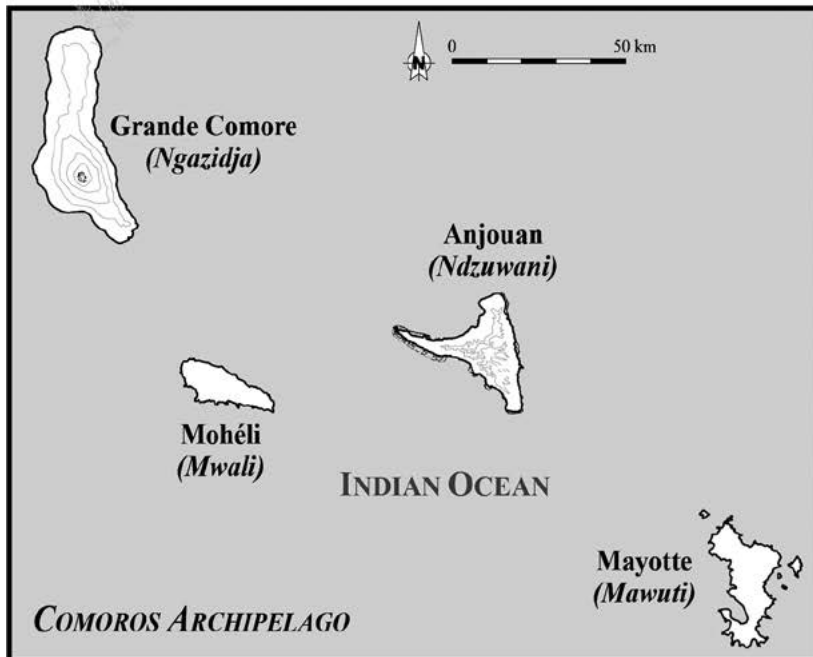 N
0
50 km
Grande Comore
(Ngazidja)
Anjouan
(Ndzuwani)
Mohéli
(Mwali)
INDIAN OCEAN
Mayotte
(Mawuti)
COMOROS ARCHIPELAGO